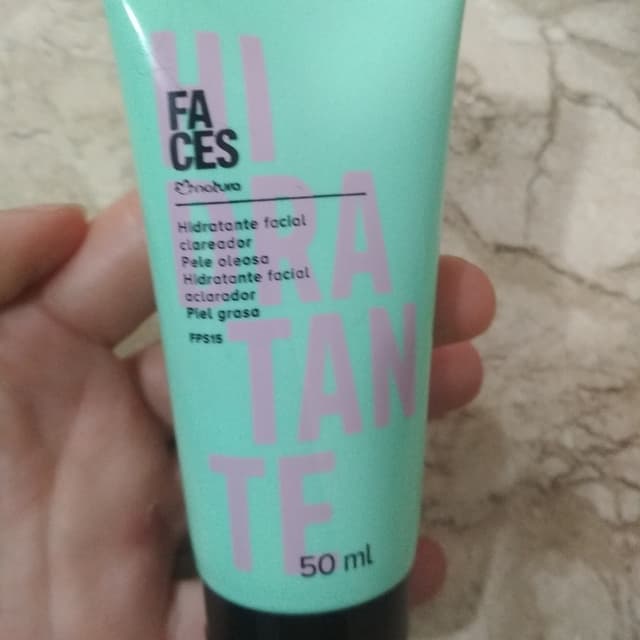 HI
DRA
TAN
TE
FA
CES
natura
Hidratante facial
clareador
Pele oleosa
Hidratante facial
aclarador
Piel grasa
FPS15
50 ml